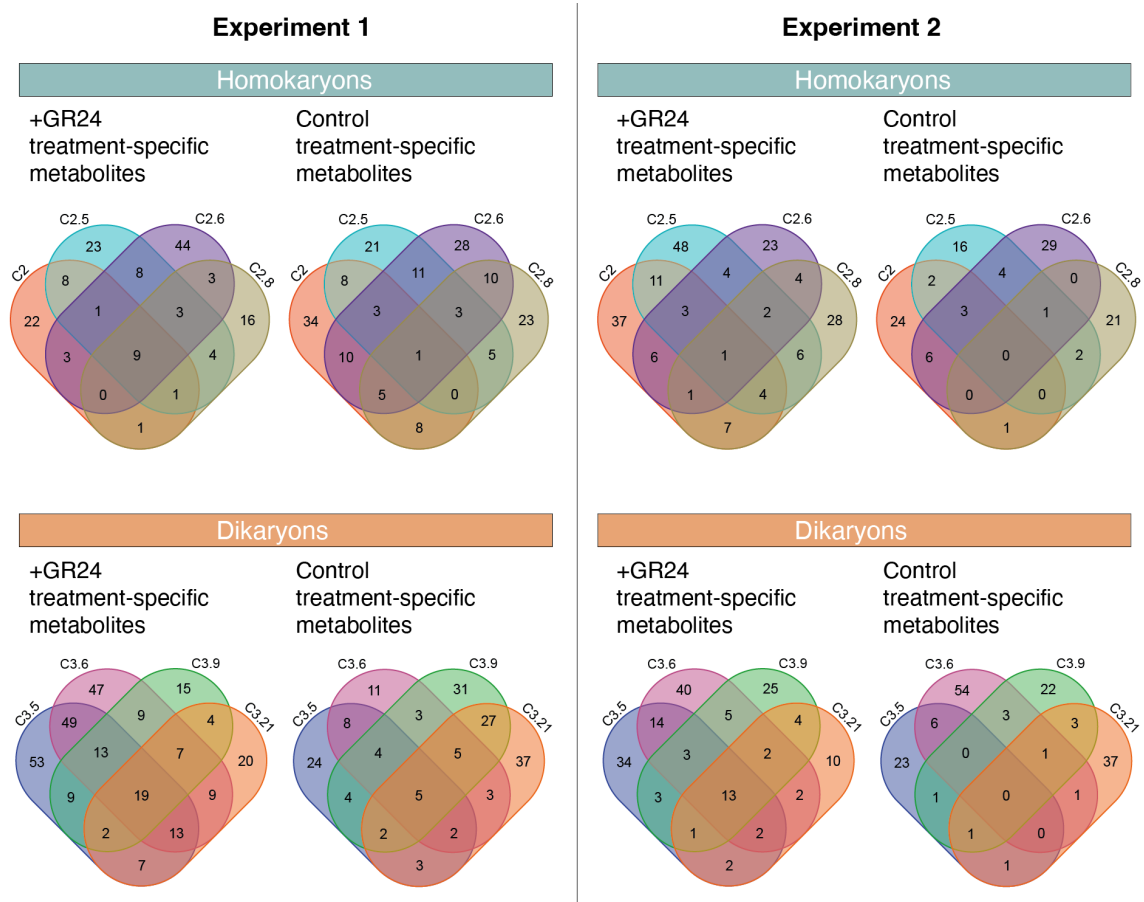 Experiment 1
Homokaryons
+GR24
treatment-specific
metabolites
Control
treatment-specific
metabolites
C2
C2.5
C2.6
C2.8
23
44
8
8
3
22
1
3
16
3
9
4
0
1
1
C2
C2.5
C2.6
C2.8
21
28
8
11
10
34
3
3
23
10
1
5
5
0
8
Dikaryons
+GR24
treatment-specific
metabolites
Control
treatment-specific
metabolites
C3.5
C3.6
C3.9
C3.21
47
15
49
9
4
53
13
7
20
9
19
9
2
13
7
C3.5
C3.6
C3.9
C3.21
11
31
8
3
27
24
4
5
37
4
5
3
2
2
3
Experiment 2
Homokaryons
+GR24
treatment-specific
metabolites
Control
treatment-specific
metabolites
C2
C2.5
C2.6
C2.8
48
23
11
4
4
37
3
2
28
6
1
6
1
4
7
C2
C2.5
C2.6
C2.8
16
29
2
4
0
24
3
1
21
6
0
2
0
0
1
Dikaryons
+GR24
treatment-specific
metabolites
Control
treatment-specific
metabolites
C3.5
C3.6
C3.9
C3.21
40
25
14
5
4
34
3
2
10
3
13
2
1
2
2
C3.5
C3.6
C3.9
C3.21
54
22
6
3
3
23
0
1
37
1
0
1
1
0
1